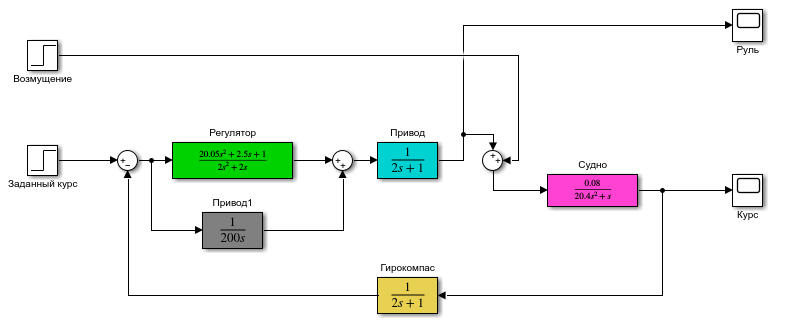 Руль
Возмущение
Регулятор
20.05s² + 2.5s + 1
2s² + 2s
Привод
1
2s + 1
Заданный курс
+
−
+
+
+
+
Судно
0.08
20.4s² + s
Курс
Привод1
1
200s
Гирокомпас
1
2s + 1